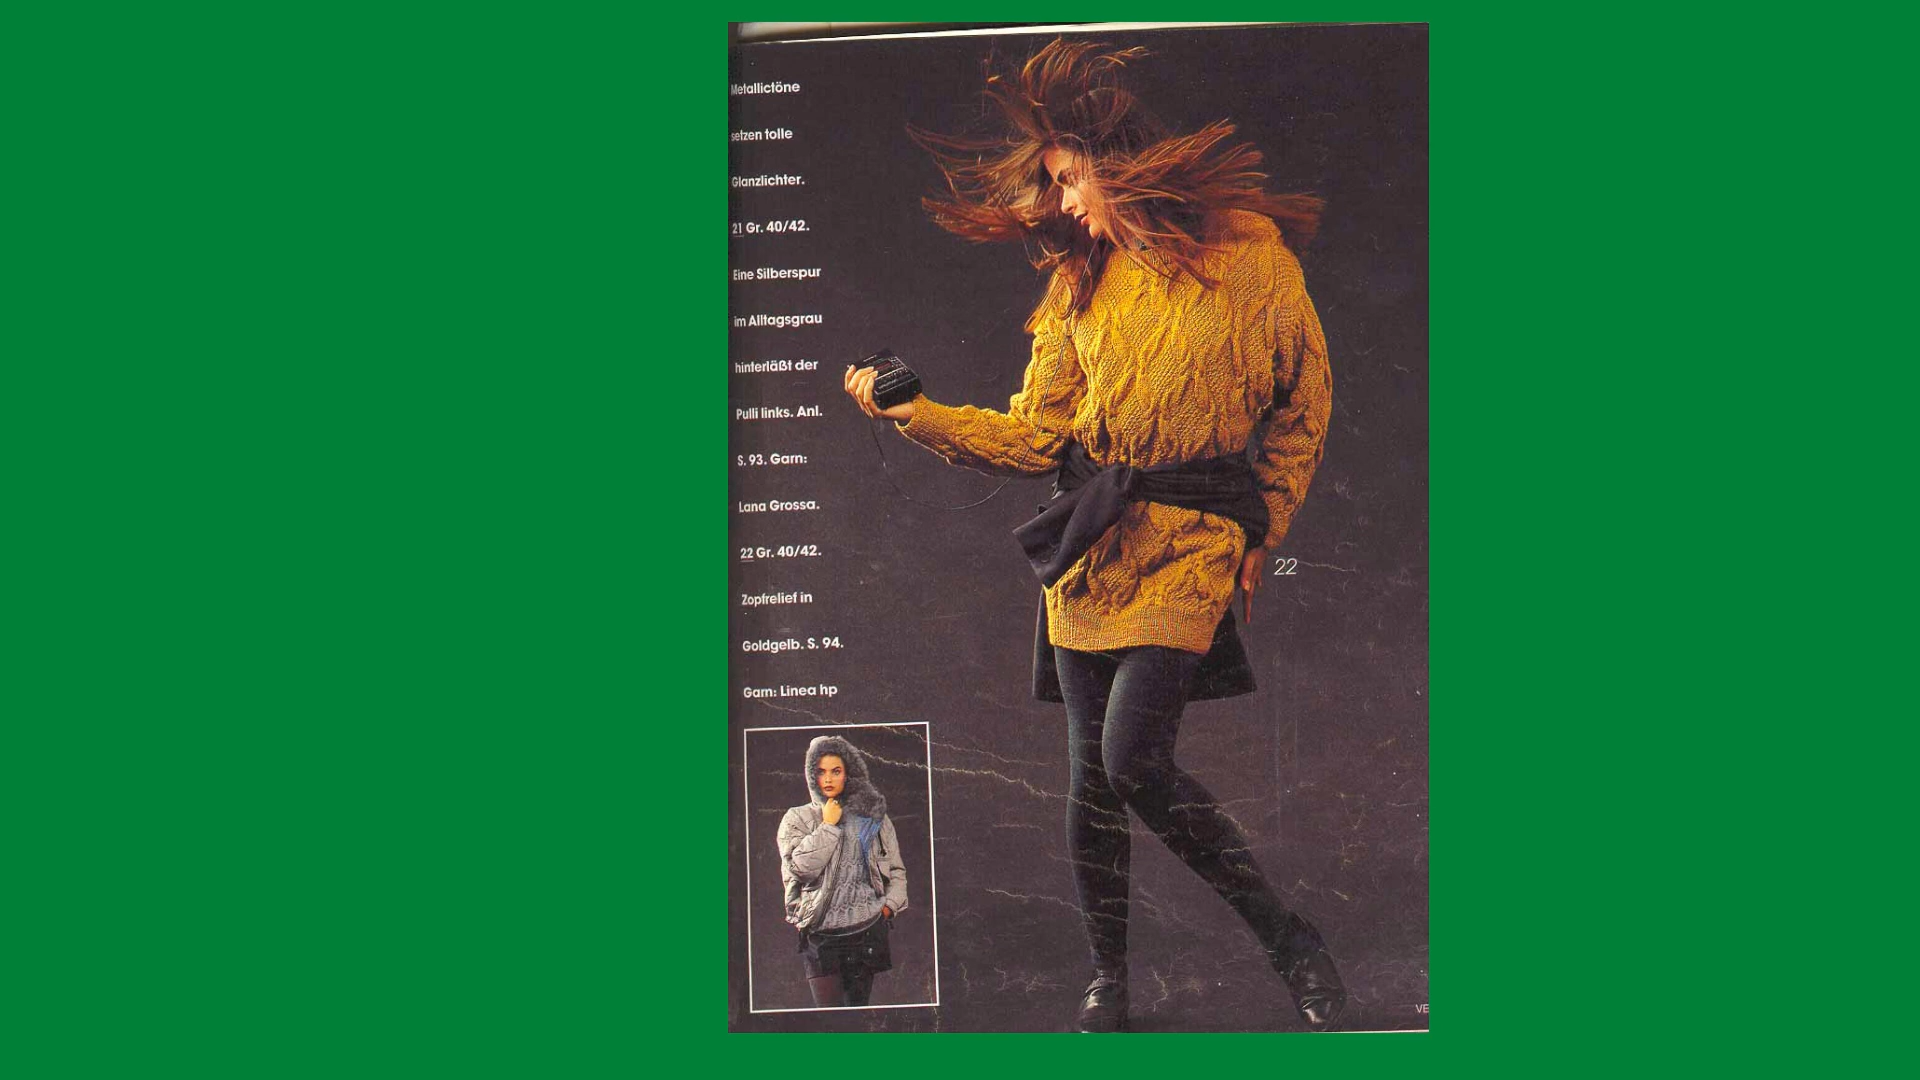 Metallictöne
setzen tolle
Glanzlichter.
21 Gr. 40/42.
Eine Silberspur
im Alltagsgrau
hinterläßt der
Pulli links. Anl.
S. 93. Garn:
Lana Grossa.
22 Gr. 40/42.
Zopfrelief in
Goldgelb. S. 94.
Garn: Linea hp
22
VE